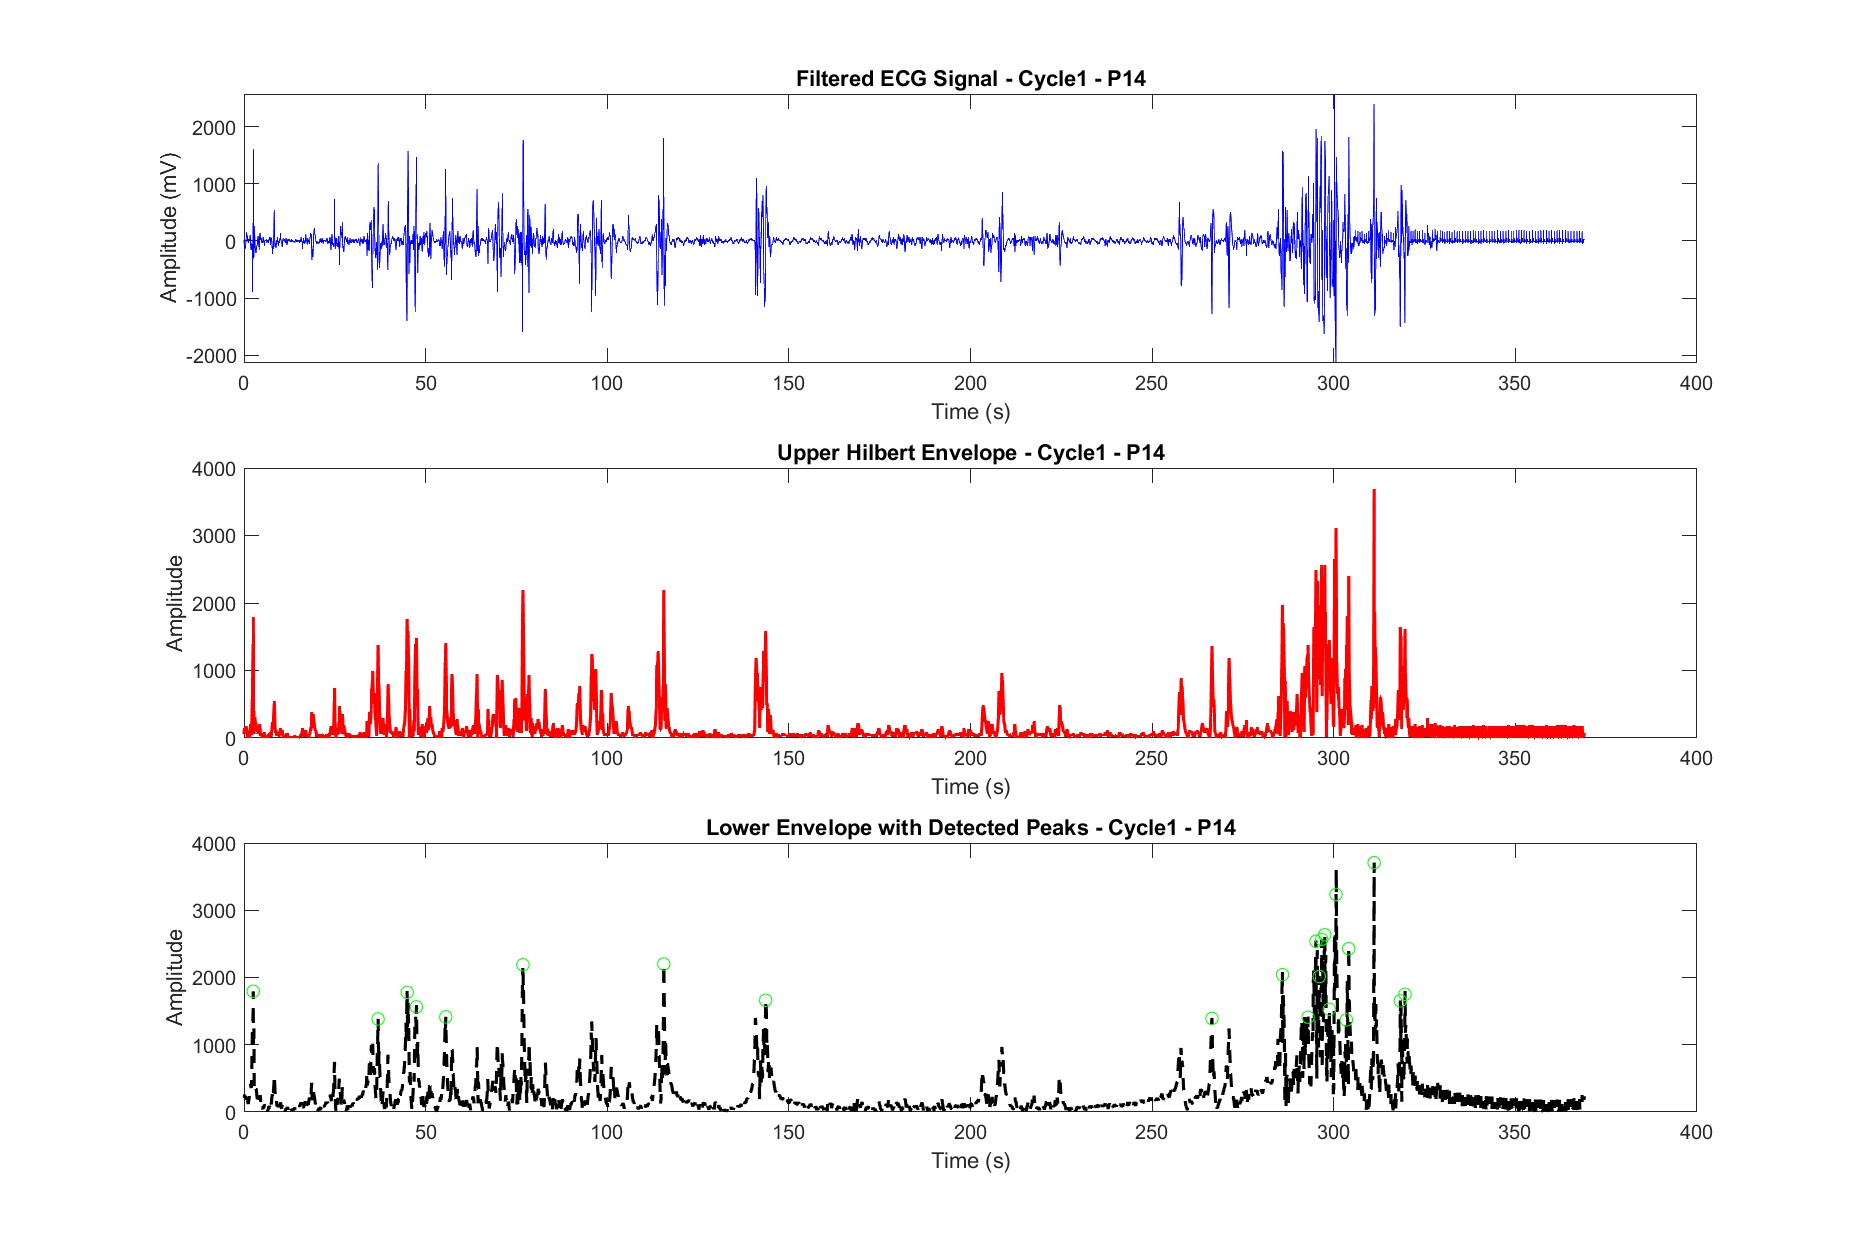 Filtered ECG Signal - Cycle1 - P14
Amplitude (mV)
2000
1000
0
-1000
-2000
0 50 100 150 200 250 300 350 400
Time (s)
Upper Hilbert Envelope - Cycle1 - P14
Amplitude
4000
3000
2000
1000
0
0 50 100 150 200 250 300 350 400
Time (s)
Lower Envelope with Detected Peaks - Cycle1 - P14
Amplitude
4000
3000
2000
1000
0
0 50 100 150 200 250 300 350 400
Time (s)